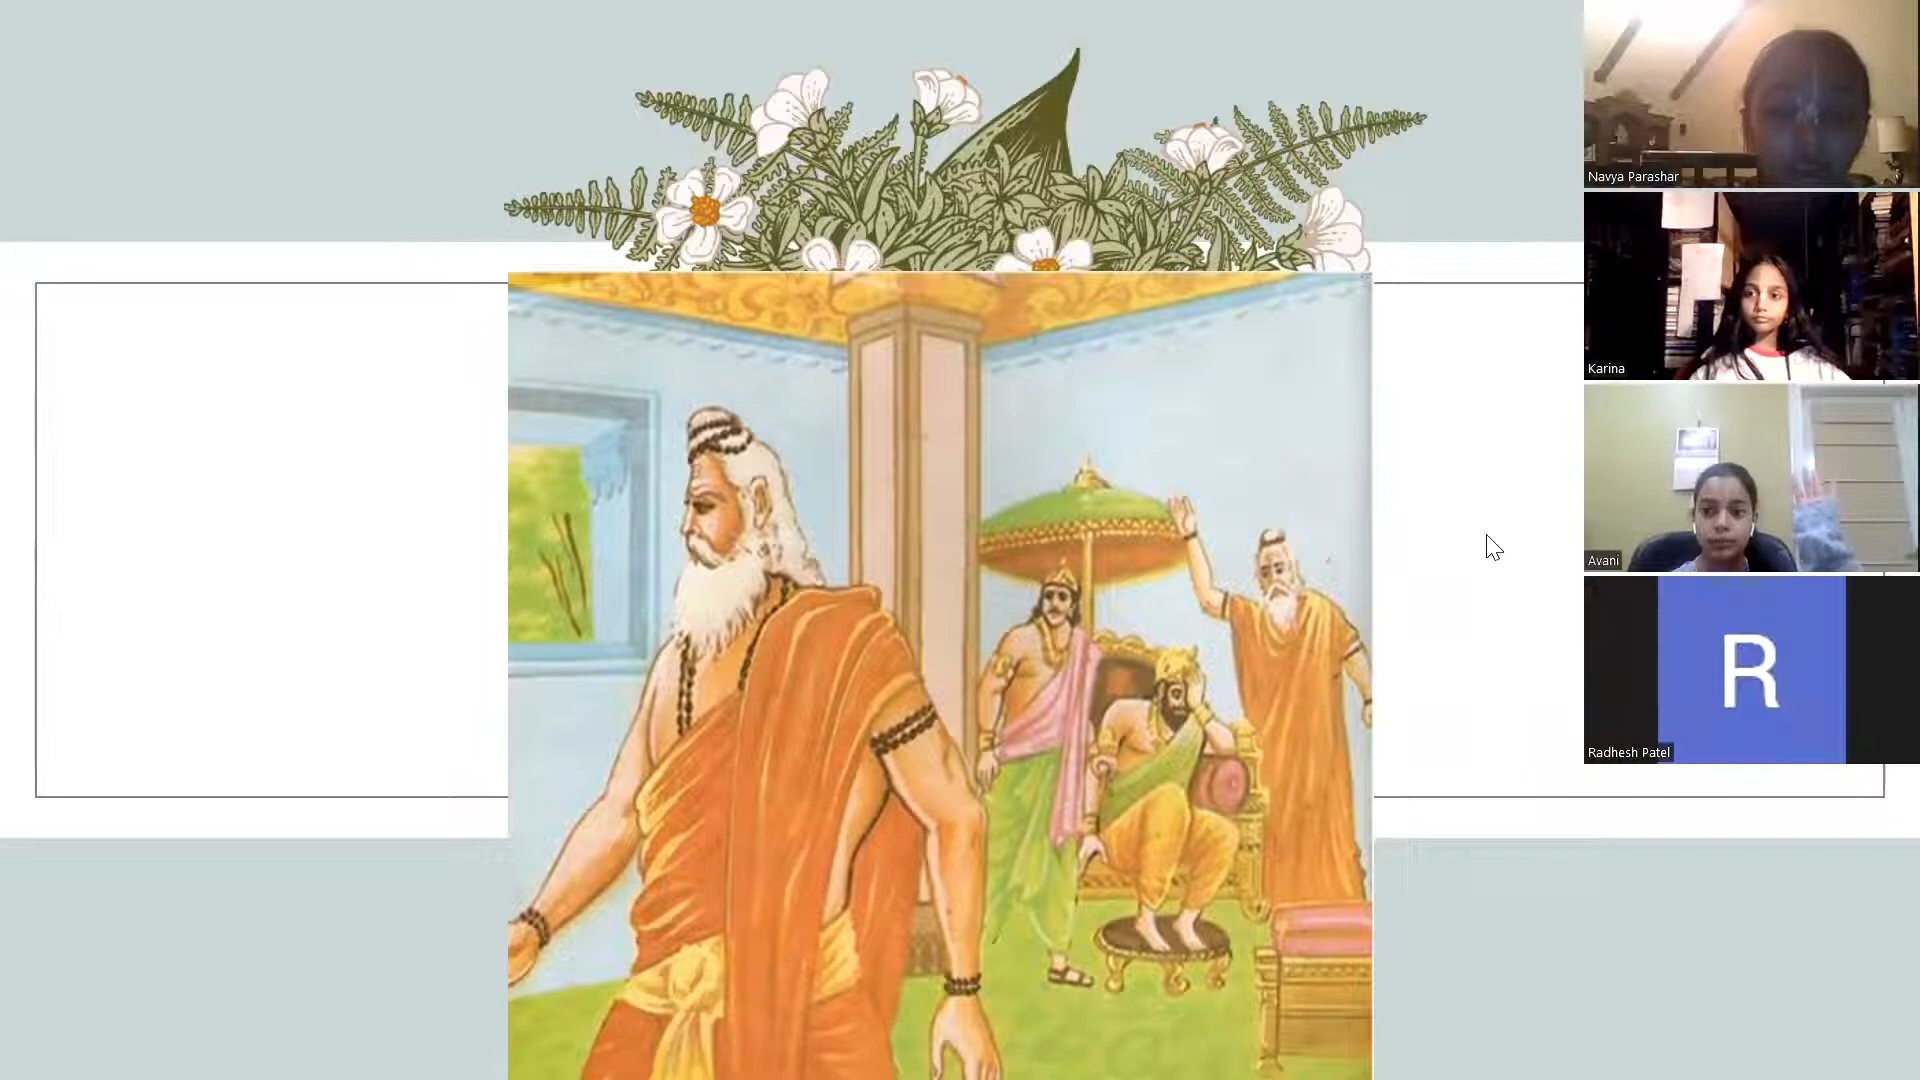 Navya Parashar
Karina
Avani
R
Radhesh Patel